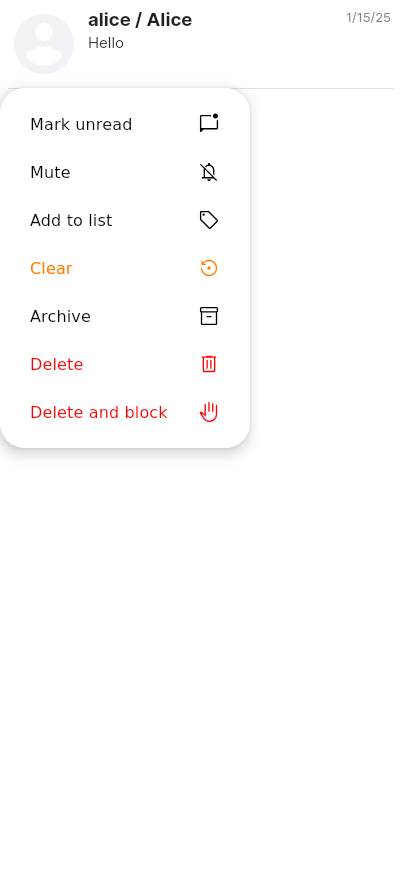 alice / Alice
1/15/25
Hello
Mark unread
Mute
Add to list
Clear
Archive
Delete
Delete and block